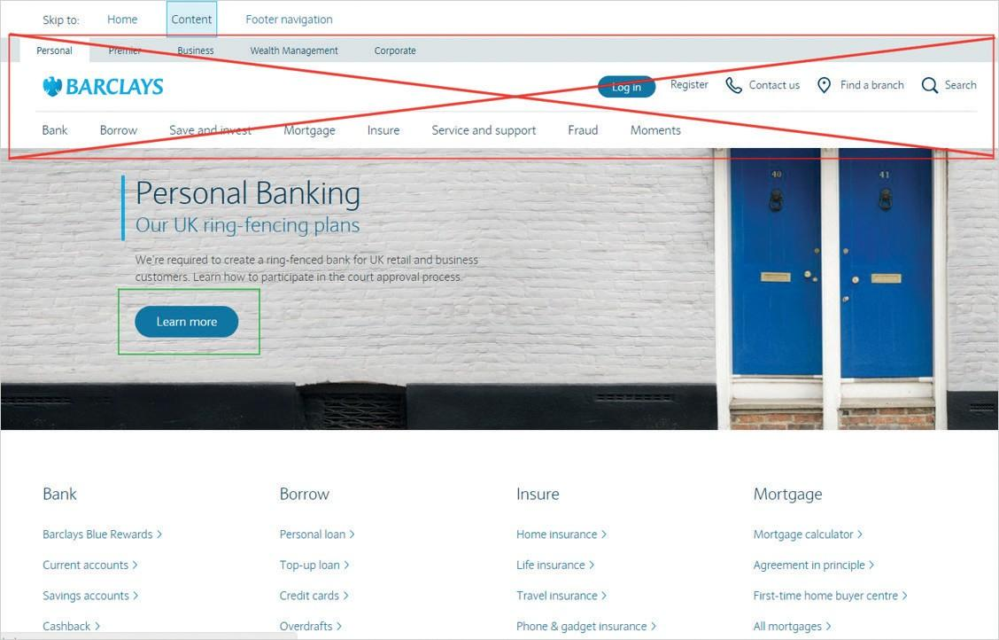 Skip to: Home Content Footer navigation
Personal Premier Business Wealth Management Corporate
BARCLAYS Log in Register Contact us Find a branch Search
Bank Borrow Save and invest Mortgage Insure Service and support Fraud Moments
40 41
Personal Banking
Our UK ring-fencing plans
We're required to create a ring-fenced bank for UK retail and business
customers. Learn how to participate in the court approval process.
Learn more
Bank Borrow Insure Mortgage
Barclays Blue Rewards Personal loan Home insurance Mortgage calculator
Current accounts Top-up loan Life insurance Agreement in principle
Savings accounts Credit cards Travel insurance First-time home buyer centre
Cashback Overdrafts Phone & gadget insurance All mortgages